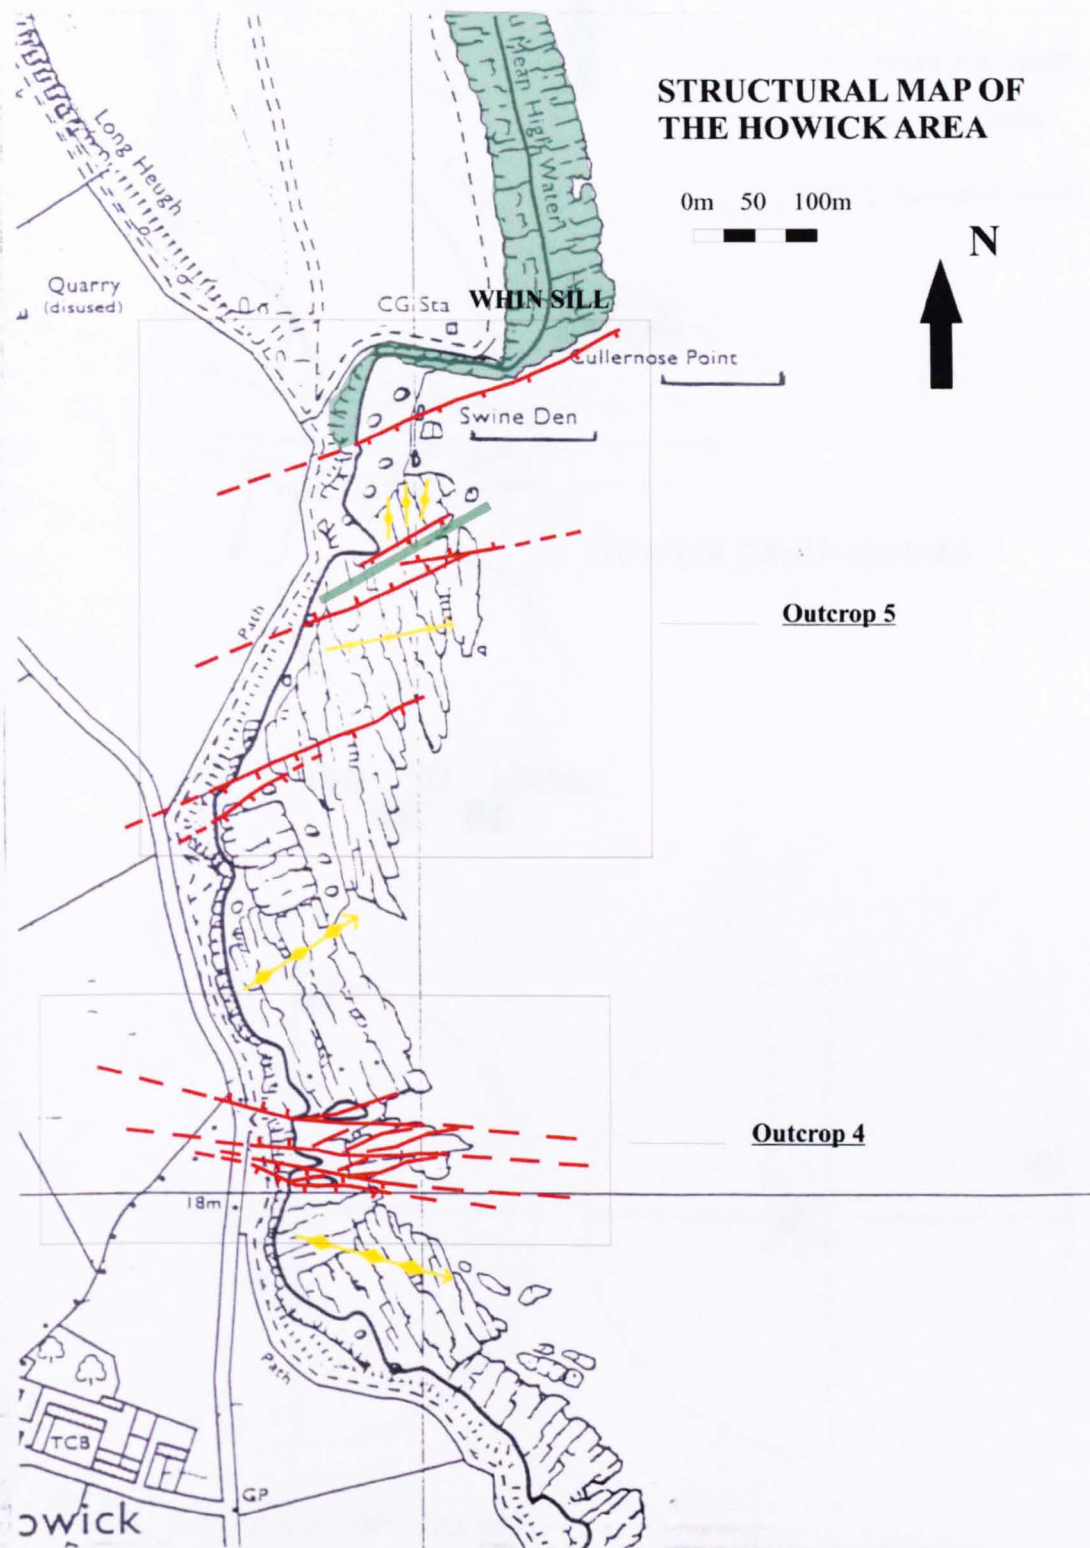 STRUCTURAL MAP OF
THE HOWICK AREA
0m 50 100m
N
Mean High Water
Long Heugh
Quarry
(disused)
CG Sta
WHIN SILL
Cullernose Point
Swine Den
Path
Outcrop 5
Outcrop 4
18m
Path
TCB
GP
owick